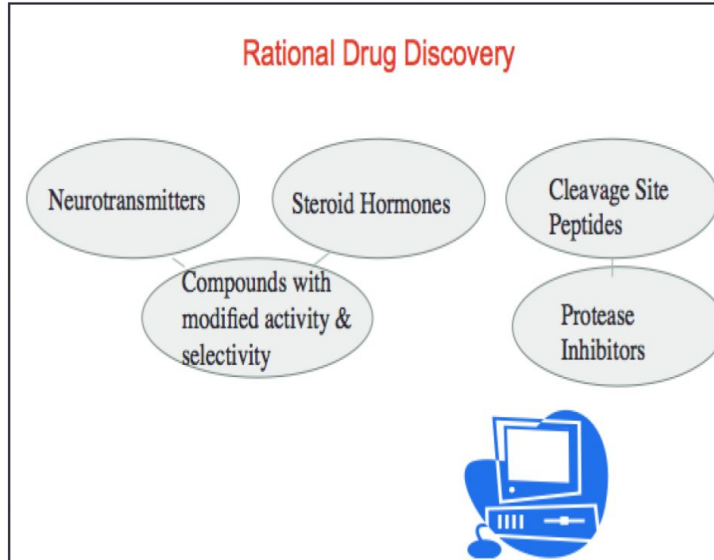 Rational Drug Discovery
Neurotransmitters
Steroid Hormones
Cleavage Site
Peptides
Compounds with
modified activity &
selectivity
Protease
Inhibitors